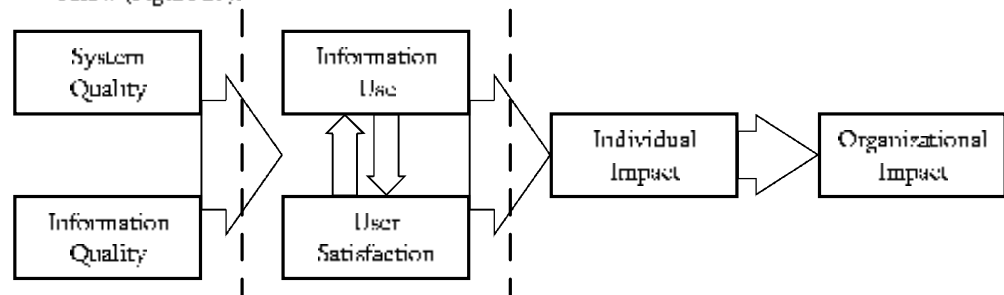 System
Quality
Information
Use
Individual
Impact
Organizational
Impact
Information
Quality
User
Satisfaction